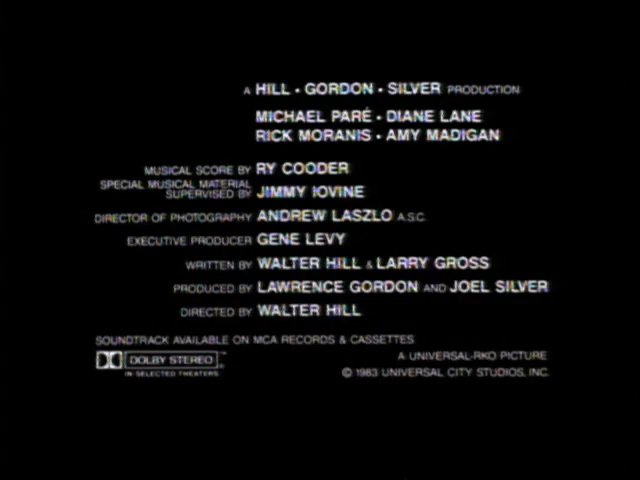 A HILL • GORDON • SILVER PRODUCTION
MICHAEL PARÉ • DIANE LANE
RICK MORANIS • AMY MADIGAN
MUSICAL SCORE BY RY COODER
SPECIAL MUSICAL MATERIAL
SUPERVISED BY JIMMY IOVINE
DIRECTOR OF PHOTOGRAPHY ANDREW LASZLO A.S.C.
EXECUTIVE PRODUCER GENE LEVY
WRITTEN BY WALTER HILL & LARRY GROSS
PRODUCED BY LAWRENCE GORDON AND JOEL SILVER
DIRECTED BY WALTER HILL
SOUNDTRACK AVAILABLE ON MCA RECORDS & CASSETTES
DOLBY STEREO ™
IN SELECTED THEATERS
A UNIVERSAL-RKO PICTURE
© 1983 UNIVERSAL CITY STUDIOS, INC.